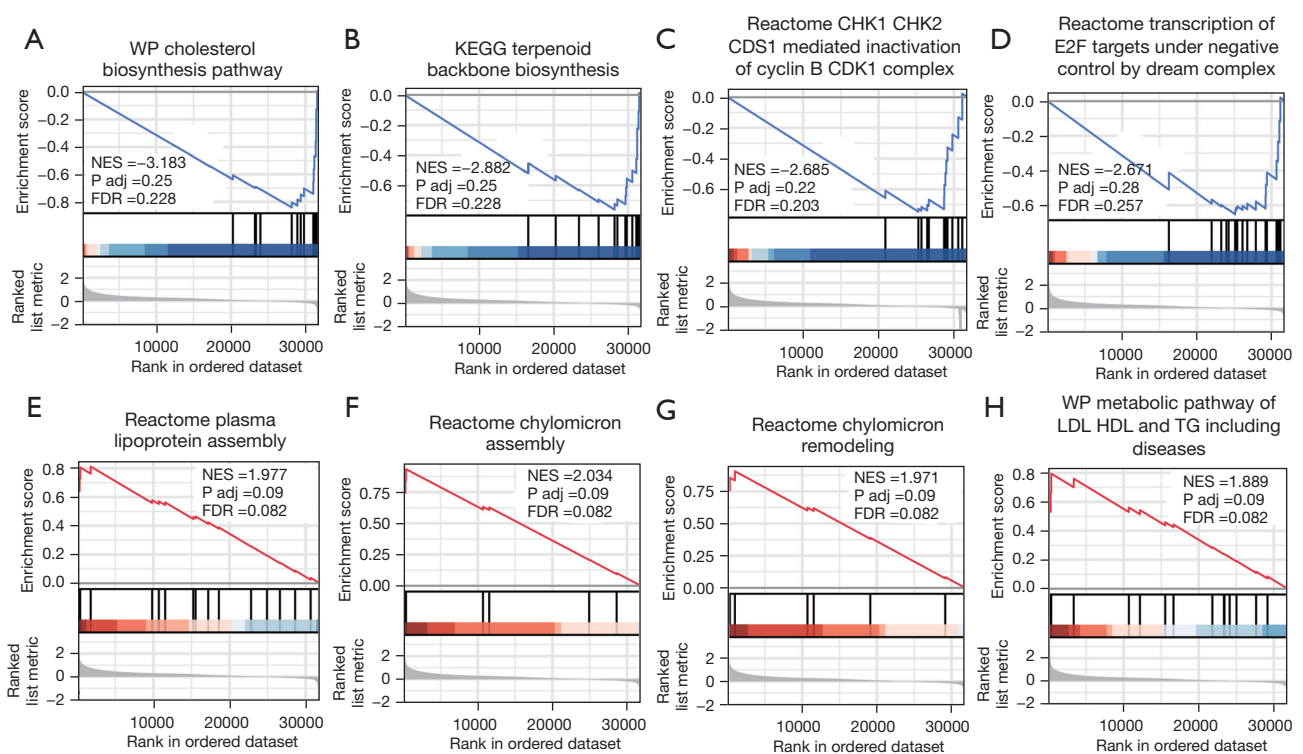 A
WP cholesterol
biosynthesis pathway
Enrichment score
0.0
−0.2
−0.4
−0.6
−0.8
NES =−3.183
P adj =0.25
FDR =0.228
Ranked
list metric
2
0
−2
10000 20000 30000
Rank in ordered dataset
B
KEGG terpenoid
backbone biosynthesis
Enrichment score
0.0
−0.2
−0.4
−0.6
NES =−2.882
P adj =0.25
FDR =0.228
Ranked
list metric
2
0
−2
10000 20000 30000
Rank in ordered dataset
C
Reactome CHK1 CHK2
CDS1 mediated inactivation
of cyclin B CDK1 complex
Enrichment score
0.0
−0.2
−0.4
−0.6
NES =−2.685
P adj =0.22
FDR =0.203
Ranked
list metric
2
0
−2
10000 20000 30000
Rank in ordered dataset
D
Reactome transcription of
E2F targets under negative
control by dream complex
Enrichment score
0.0
−0.2
−0.4
−0.6
NES =−2.671
P adj =0.28
FDR =0.257
Ranked
list metric
2
0
−2
10000 20000 30000
Rank in ordered dataset
E
Reactome plasma
lipoprotein assembly
Enrichment score
0.8
0.6
0.4
0.2
0.0
NES =1.977
P adj =0.09
FDR =0.082
Ranked
list metric
2
0
−2
10000 20000 30000
Rank in ordered dataset
F
Reactome chylomicron
assembly
Enrichment score
0.75
0.50
0.25
0.00
NES =2.034
P adj =0.09
FDR =0.082
Ranked
list metric
2
0
−2
10000 20000 30000
Rank in ordered dataset
G
Reactome chylomicron
remodeling
Enrichment score
0.75
0.50
0.25
0.00
NES =1.971
P adj =0.09
FDR =0.082
Ranked
list metric
2
0
−2
10000 20000 30000
Rank in ordered dataset
H
WP metabolic pathway of
LDL HDL and TG including
diseases
Enrichment score
0.8
0.6
0.4
0.2
0.0
NES =1.889
P adj =0.09
FDR =0.082
Ranked
list metric
2
0
−2
10000 20000 30000
Rank in ordered dataset